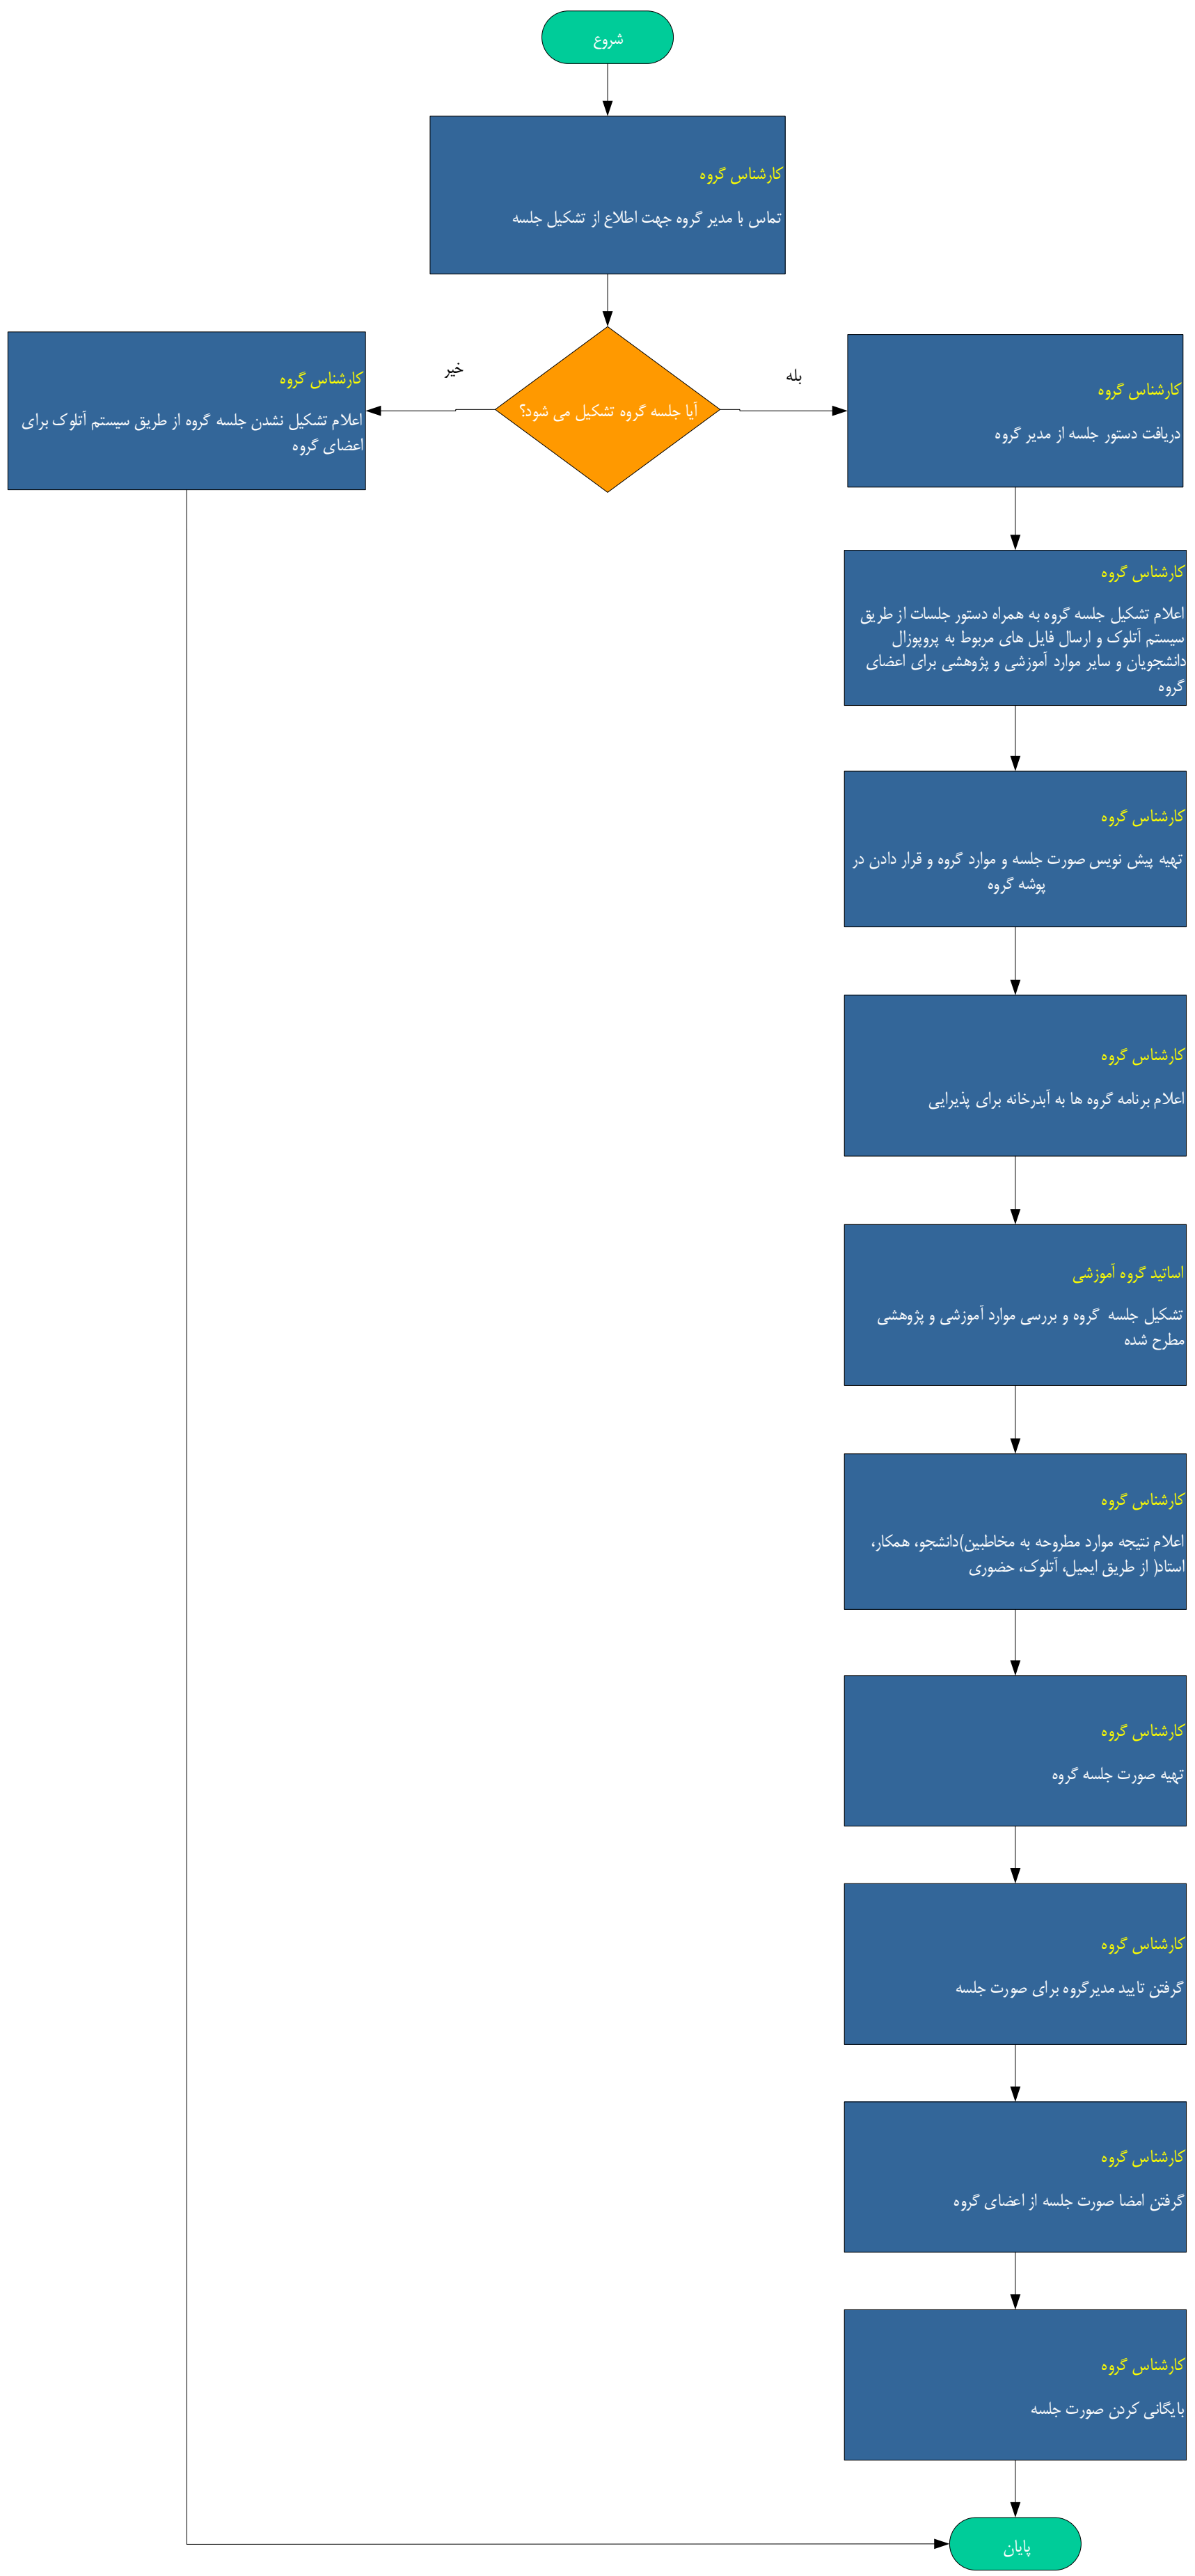 شروع
کارشناس گروه
تماس با مدیر گروه جهت اطلاع از تشکیل جلسه
آیا جلسه گروه تشکیل می شود؟
بله
خیر
کارشناس گروه
دریافت دستور جلسه از مدیر گروه
کارشناس گروه
اعلام تشکیل نشدن جلسه گروه از طریق سیستم آتلوک برای
اعضای گروه
کارشناس گروه
اعلام تشکیل جلسه گروه به همراه دستور جلسات از طریق
سیستم آتلوک و ارسال فایل های مربوط به پروپوزال
دانشجویان و سایر موارد آموزشی و پژوهشی برای اعضای
گروه
کارشناس گروه
تهیه پیش نویس صورت جلسه و موارد گروه و قرار دادن در
پوشه گروه
کارشناس گروه
اعلام برنامه گروه ها به آبدرخانه برای پذیرایی
اساتید گروه آموزشی
تشکیل جلسه گروه و بررسی موارد آموزشی و پژوهشی
مطرح شده
کارشناس گروه
اعلام نتیجه موارد مطروحه به مخاطبین)دانشجو، همکار،
استاد( از طریق ایمیل، آتلوک، حضوری
کارشناس گروه
تهیه صورت جلسه گروه
کارشناس گروه
گرفتن تایید مدیرگروه برای صورت جلسه
کارشناس گروه
گرفتن امضا صورت جلسه از اعضای گروه
کارشناس گروه
بایگانی کردن صورت جلسه
پایان